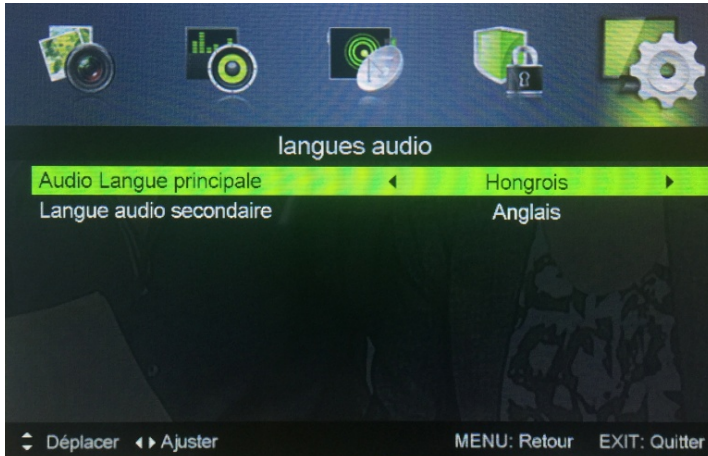 langues audio
Audio Langue principale Hongrois
Langue audio secondaire Anglais
Déplacer Ajuster MENU: Retour EXIT: Quitter